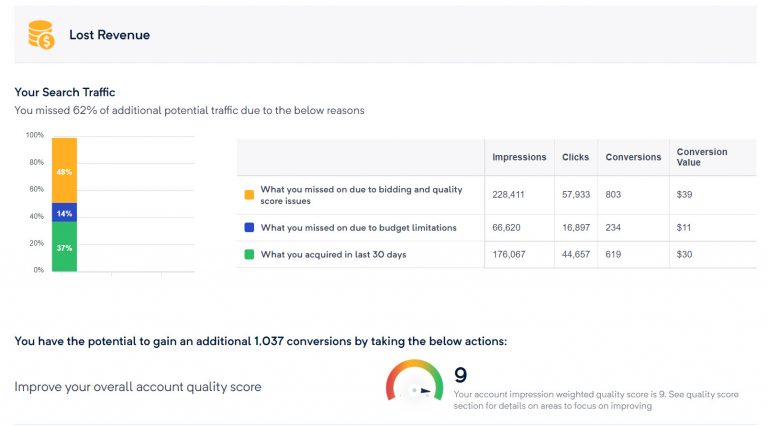 Lost Revenue
Your Search Traffic
You missed 62% of additional potential traffic due to the below reasons
100%
80%
60%
40%
20%
0%
48%
14%
37%
Impressions Clicks Conversions Conversion Value
What you missed on due to bidding and quality score issues 228,411 57,933 803 $39
What you missed on due to budget limitations 66,620 16,897 234 $11
What you acquired in last 30 days 176,067 44,657 619 $30
You have the potential to gain an additional 1,037 conversions by taking the below actions:
Improve your overall account quality score
9
Your account impression weighted quality score is 9. See quality score
section for details on areas to focus on improving